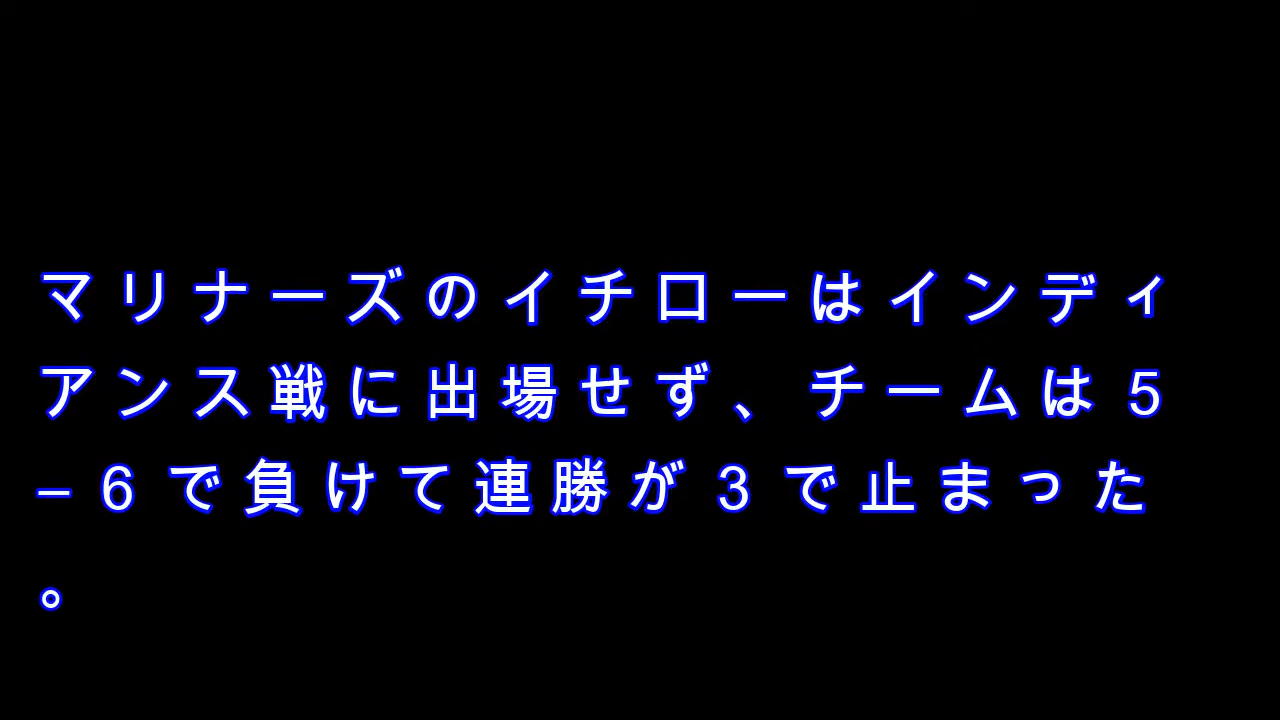 マリナーズのイチローはインディ
アンス戦に出場せず、チームは5
−6で負けて連勝が3で止まった
。